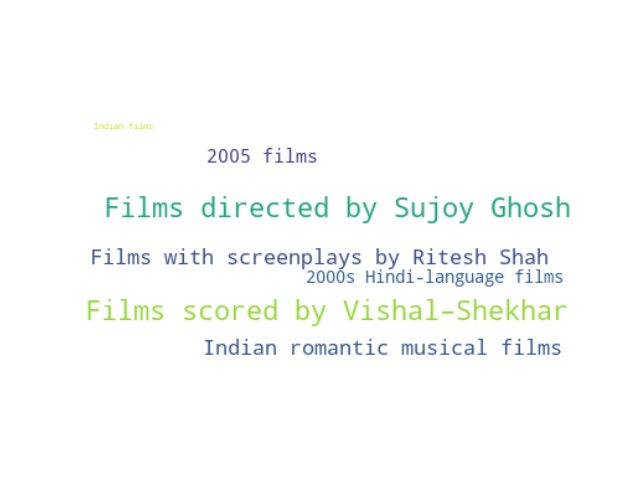 Indian films
2005 films
Films directed by Sujoy Ghosh
Films with screenplays by Ritesh Shah
2000s Hindi-language films
Films scored by Vishal–Shekhar
Indian romantic musical films